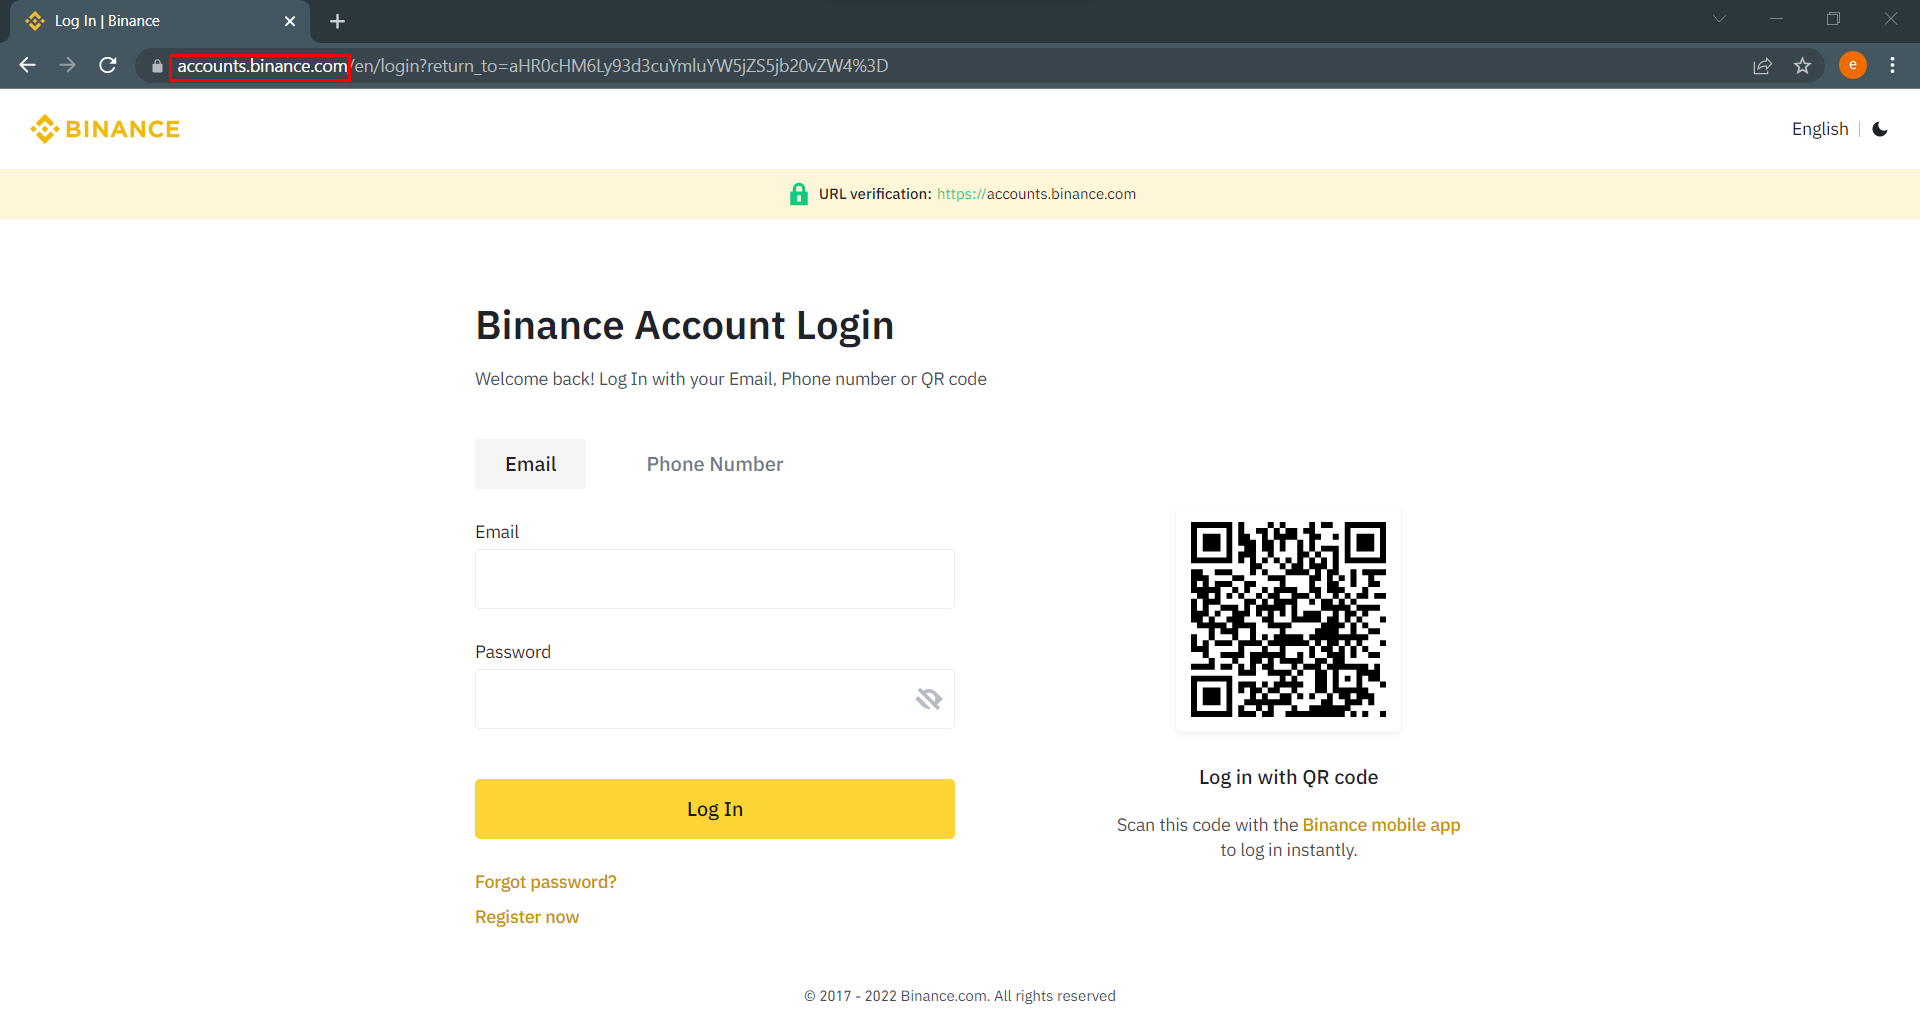 Log In | Binance
accounts.binance.com/en/login?return_to=aHR0cHM6Ly93d3cuYmluYW5jZS5jb20vZW4%3D
e
BINANCE
English
URL verification: https://accounts.binance.com
Binance Account Login
Welcome back! Log In with your Email, Phone number or QR code
Email
Phone Number
Email
Password
Log In
Forgot password?
Register now
Log in with QR code
Scan this code with the Binance mobile app
to log in instantly.
© 2017 - 2022 Binance.com. All rights reserved